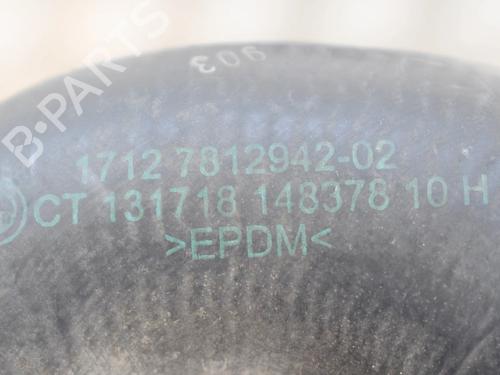 B-PARTS
903
1712 7812942-02
CT 131718 148378 10 H
>EPDM<